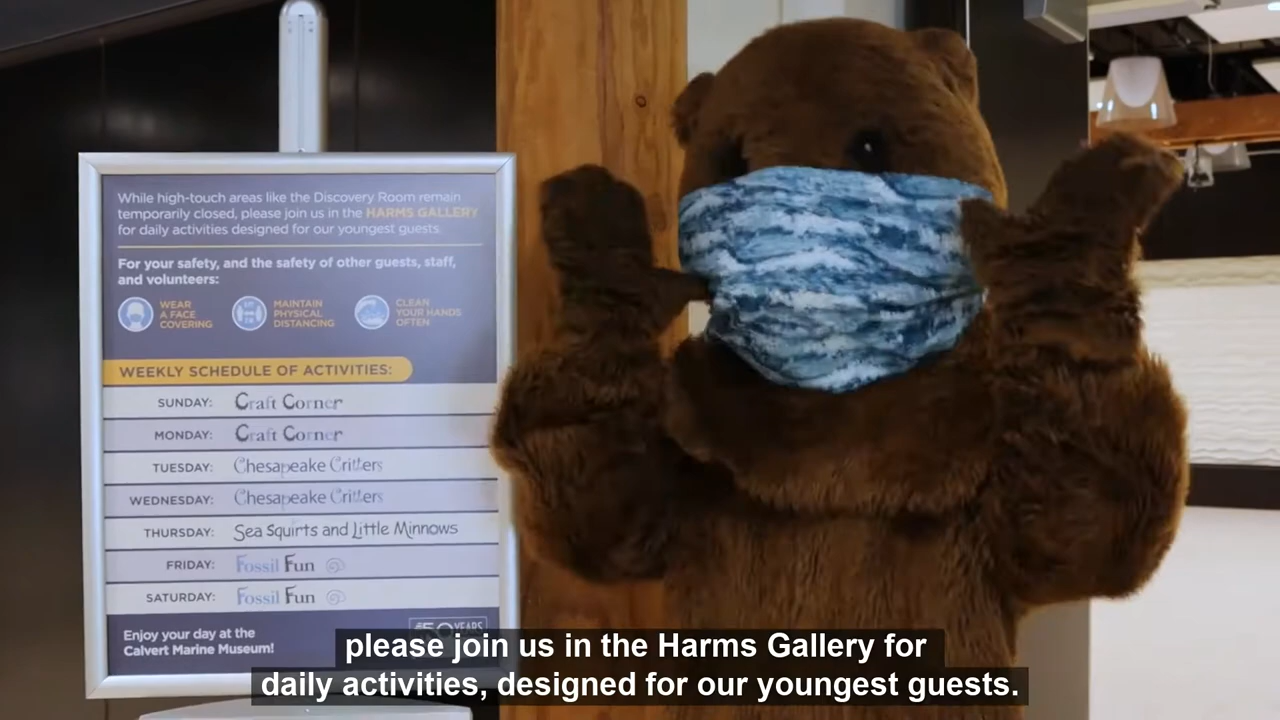 While high-touch areas like the Discovery Room remain
temporarily closed, please join us in the HARMS GALLERY
for daily activities designed for our youngest guests.
For your safety, and the safety of other guests, staff,
and volunteers:
WEAR
A FACE
COVERING
MAINTAIN
PHYSICAL
DISTANCING
CLEAN
YOUR HANDS
OFTEN
WEEKLY SCHEDULE OF ACTIVITIES:
SUNDAY: Craft Corner
MONDAY: Craft Corner
TUESDAY: Chesapeake Critters
WEDNESDAY: Chesapeake Critters
THURSDAY: Sea Squirts and Little Minnows
FRIDAY: Fossil Fun
SATURDAY: Fossil Fun
Enjoy your day at the
Calvert Marine Museum!
50 YEARS
please join us in the Harms Gallery for
daily activities, designed for our youngest guests.